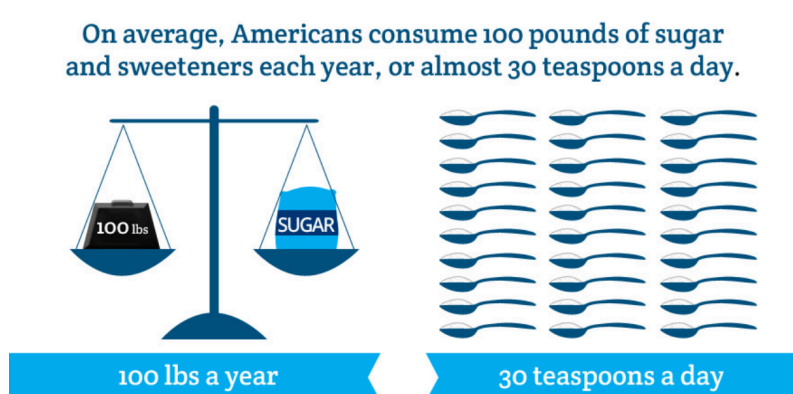 On average, Americans consume 100 pounds of sugar
and sweeteners each year, or almost 30 teaspoons a day.
100 lbs
SUGAR
100 lbs a year
30 teaspoons a day